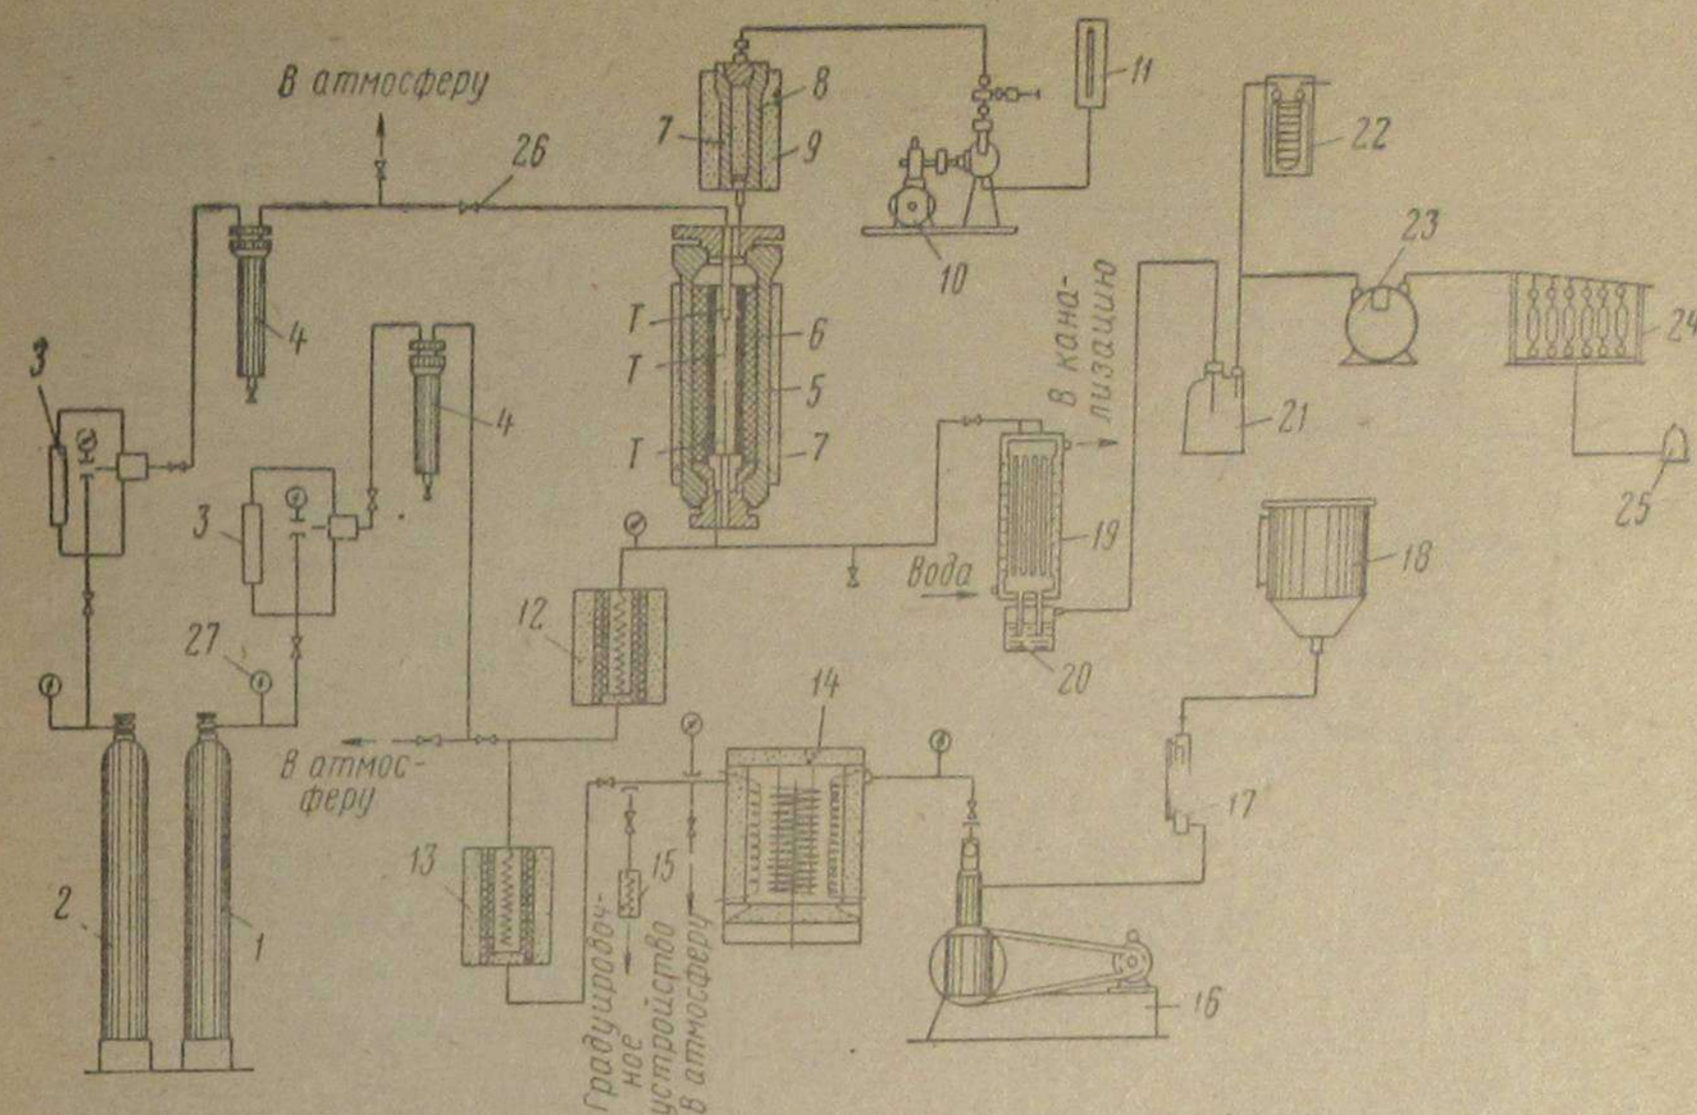 В атмосферу
26
7
8
9
10
11
22
23
24
25
21
В кана-
лизацию
4
3
4
3
Т
Т
Т
6
5
7
19
Вода
20
18
12
27
14
В атмос-
феру
13
15
17
16
2
1
Градуировоч-
ное
устройство
В атмосферу